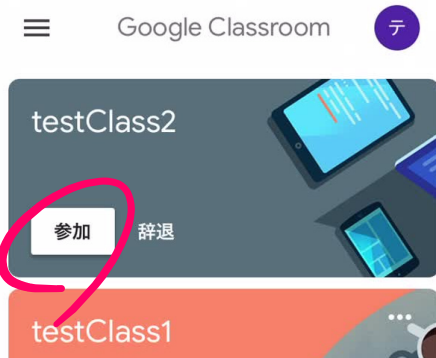 Google Classroom
テ
testClass2
参加 辞退
testClass1